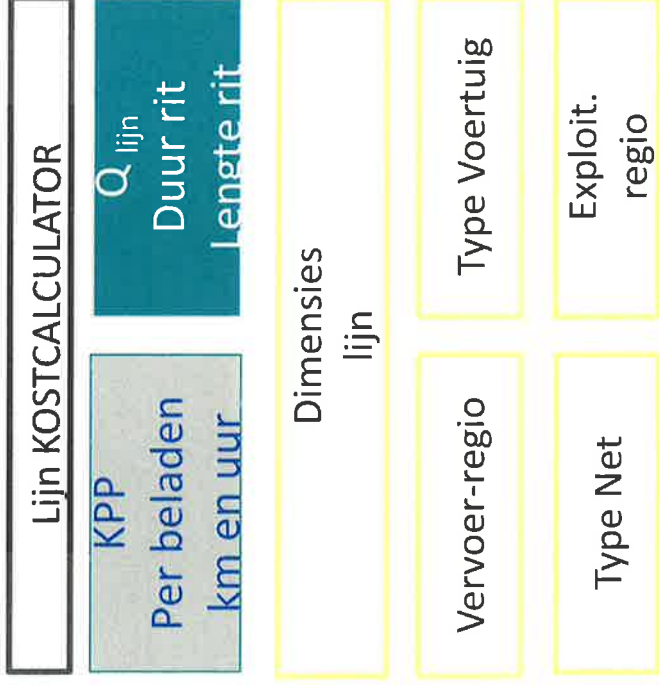 Lijn KOSTCALCULATOR
KPP
Per beladen
km en uur
Q lijn
Duur rit
Lengte rit
Dimensies
lijn
Vervoer-regio
Type Voertuig
Type Net
Exploit.
regio